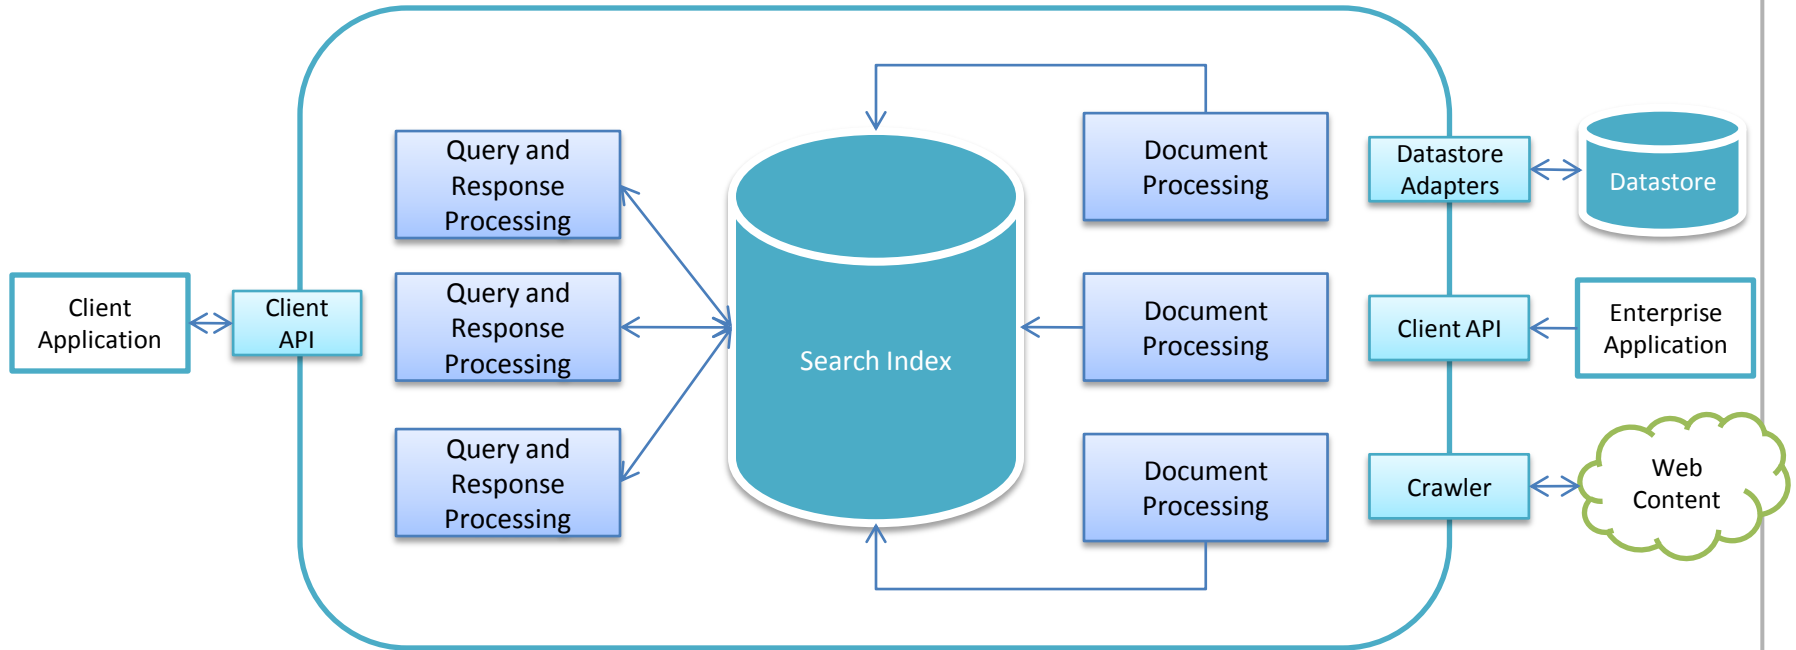 Client
Application
Client
API
Query and
Response
Processing
Query and
Response
Processing
Query and
Response
Processing
Search Index
Document
Processing
Document
Processing
Document
Processing
Datastore
Adapters
Client API
Crawler
Datastore
Enterprise
Application
Web
Content